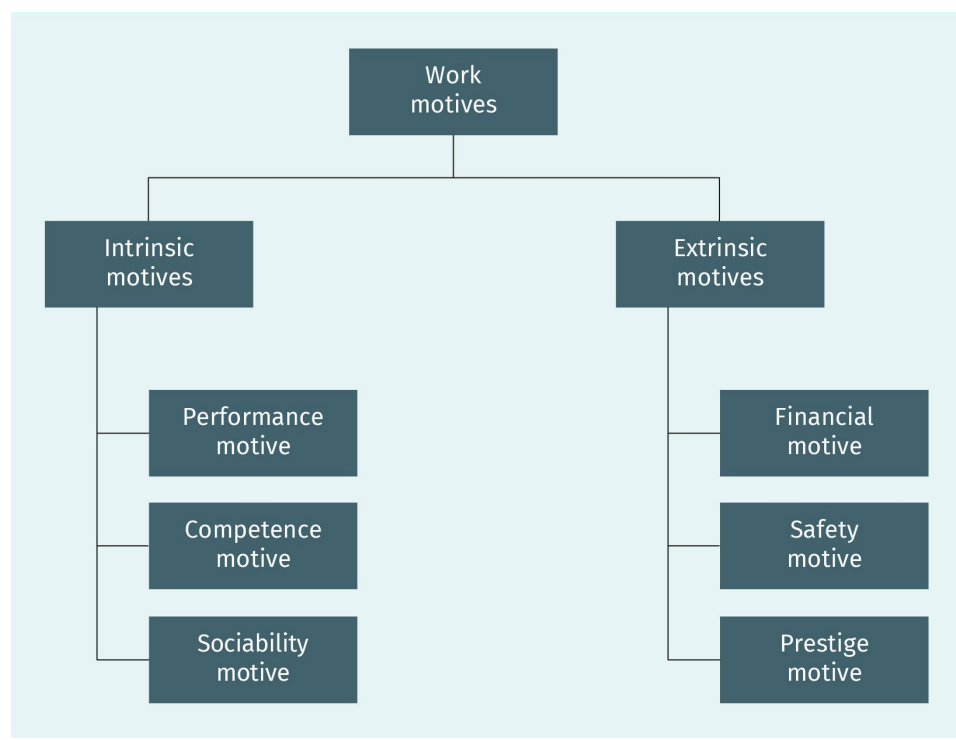 Work
motives
Intrinsic
motives
Extrinsic
motives
Performance
motive
Competence
motive
Sociability
motive
Financial
motive
Safety
motive
Prestige
motive